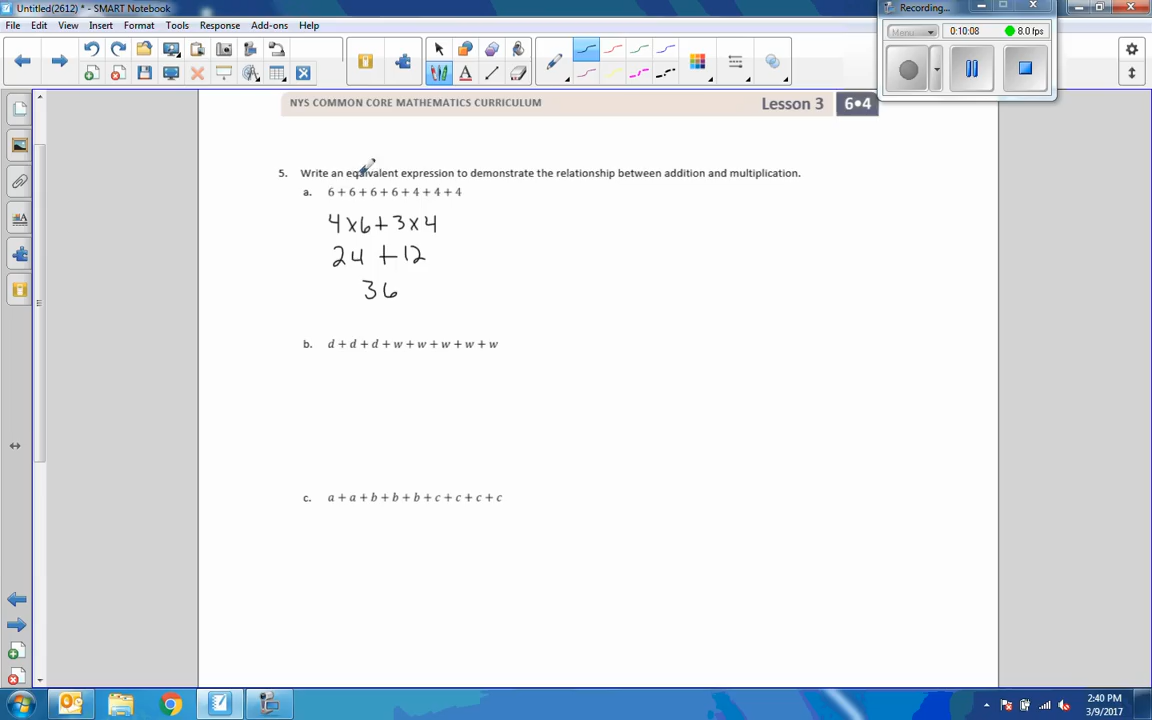 Untitled(2612) * - SMART Notebook
File Edit View Insert Format Tools Response Add-ons Help
Recording...
Menu
0:10:08
8.0 fps
NYS COMMON CORE MATHEMATICS CURRICULUM
Lesson 3
6•4
5. Write an equivalent expression to demonstrate the relationship between addition and multiplication.
a. 6 + 6 + 6 + 6 + 4 + 4 + 4
4 x 6 + 3 x 4
24 + 12
36
b. d + d + d + w + w + w + w + w
c. a + a + b + b + b + c + c + c + c
2:40 PM
3/9/2017